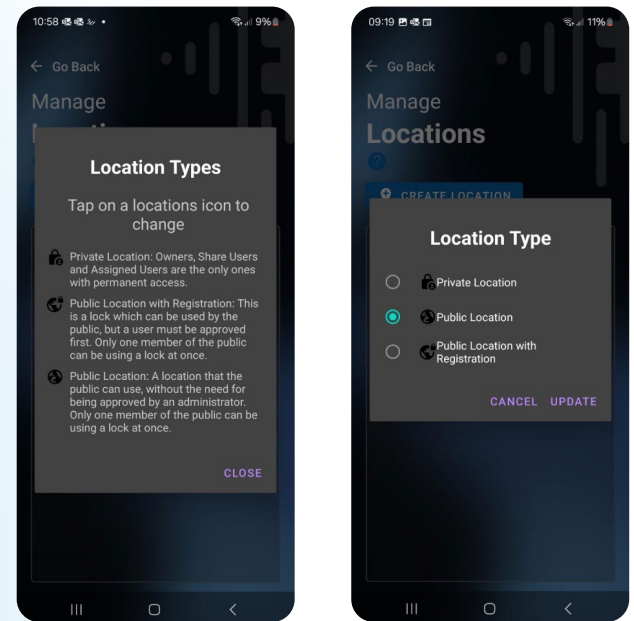 10:58
9%
Go Back
Manage
Location Types
Tap on a locations icon to
change
Private Location: Owners, Share Users
and Assigned Users are the only ones
with permanent access.
Public Location with Registration: This
is a lock which can be used by the
public, but a user must be approved
first. Only one member of the public
can be using a lock at once.
Public Location: A location that the
public can use, without the need for
being approved by an administrator.
Only one member of the public can be
using a lock at once.
CLOSE
09:19
11%
Go Back
Manage
Locations
CREATE LOCATION
Location Type
Private Location
Public Location
Public Location with
Registration
CANCEL UPDATE